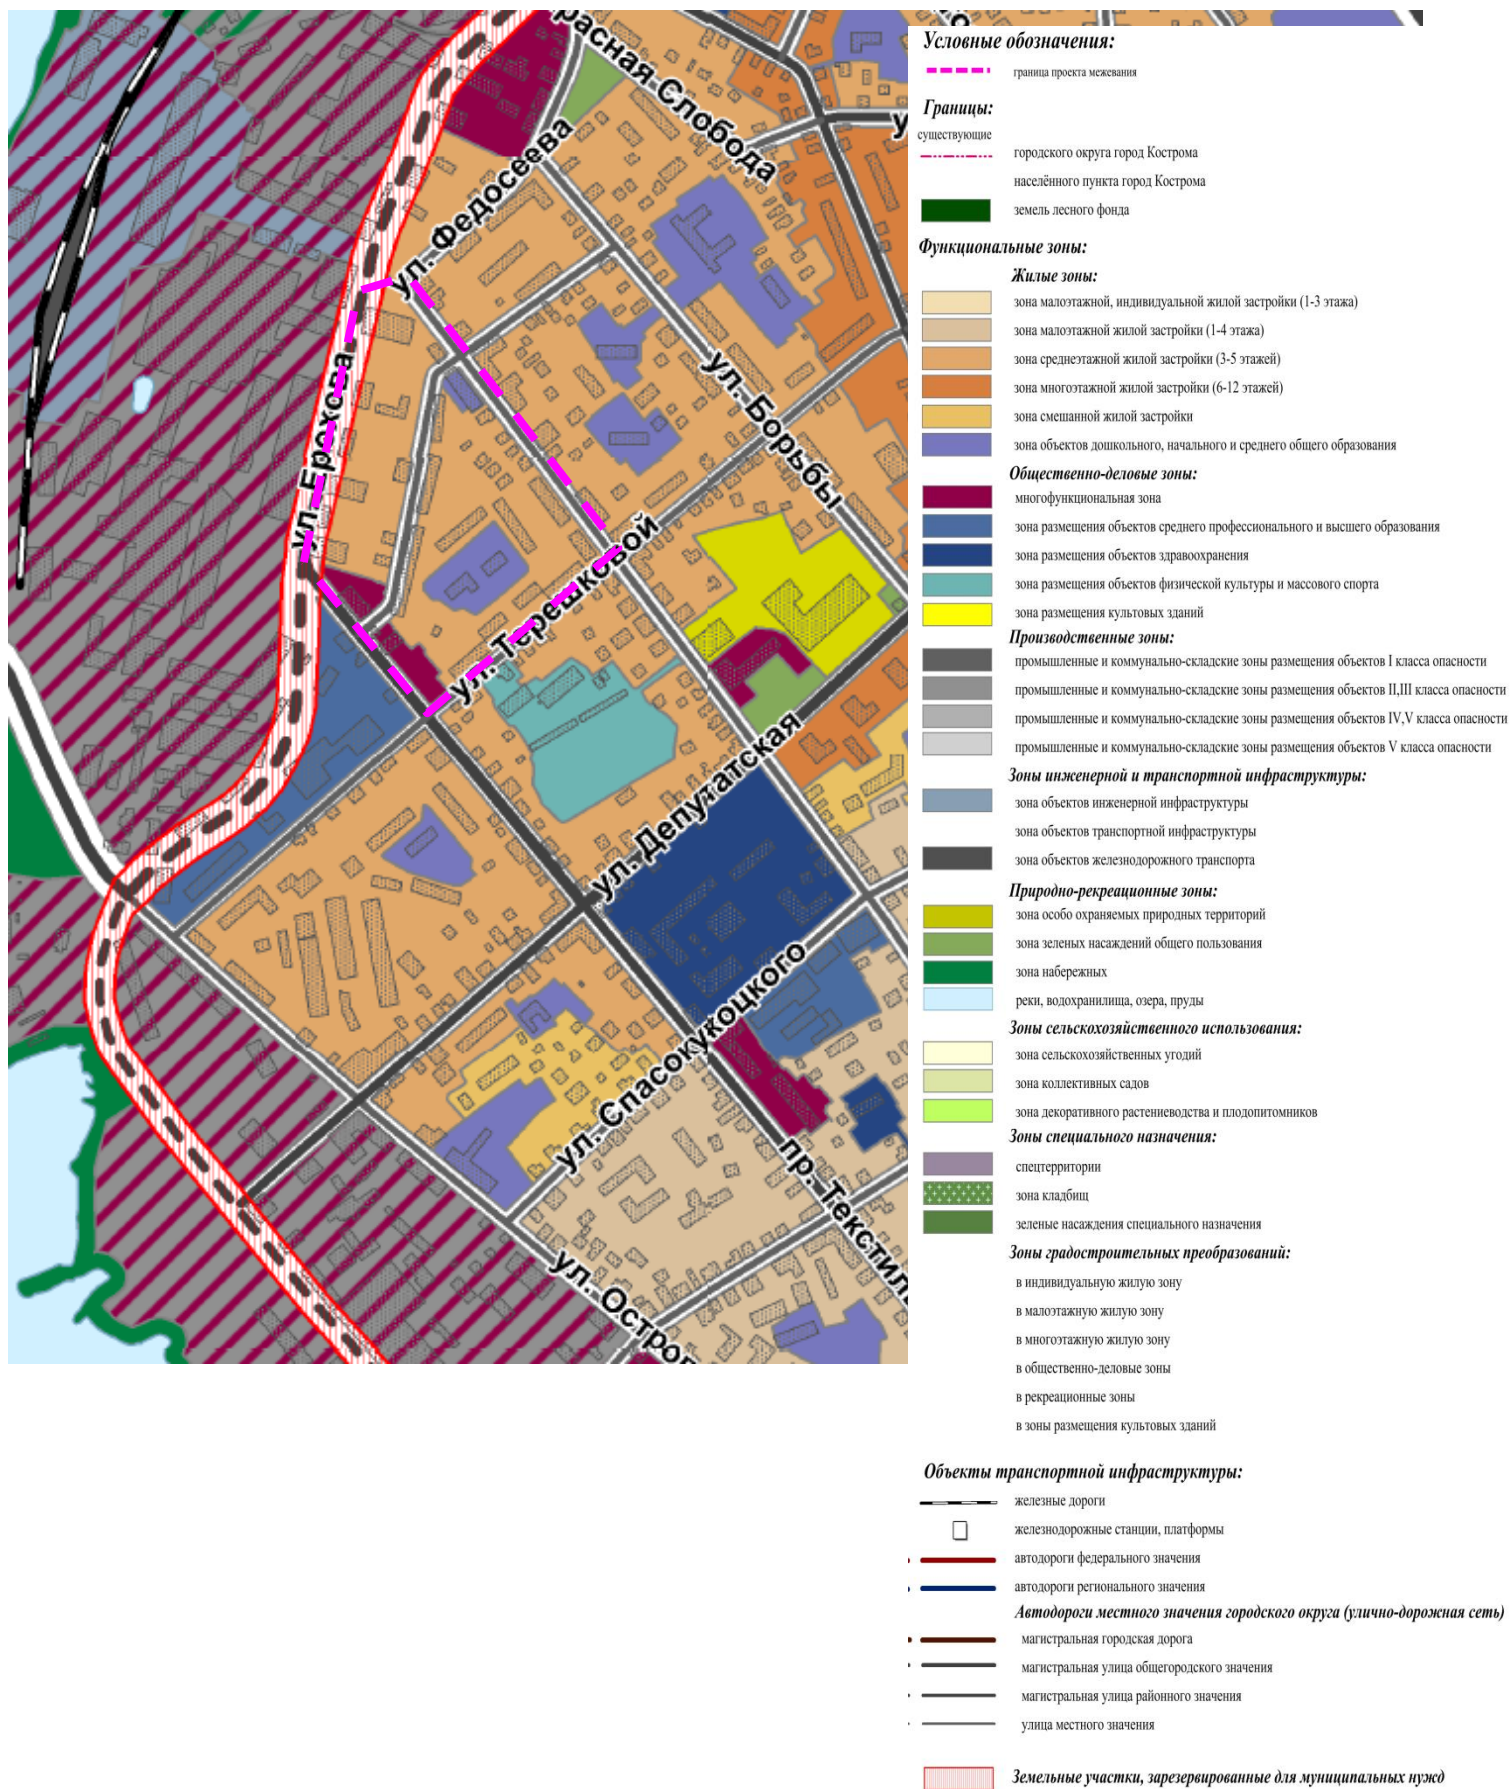 Красная Слобода
ул. Федосеева
ул. Ерохова
ул. Борьбы
ул. Терешковой
ул. Депутатская
ул. Спасокукоцкого
пр. Текстил
ул. Остров
Условные обозначения:
граница проекта межевания
Границы:
существующие
городского округа город Кострома
населённого пункта город Кострома
земель лесного фонда
Функциональные зоны:
Жилые зоны:
зона малоэтажной, индивидуальной жилой застройки (1-3 этажа)
зона малоэтажной жилой застройки (1-4 этажа)
зона среднеэтажной жилой застройки (3-5 этажей)
зона многоэтажной жилой застройки (6-12 этажей)
зона смешанной жилой застройки
зона объектов дошкольного, начального и среднего общего образования
Общественно-деловые зоны:
многофункциональная зона
зона размещения объектов среднего профессионального и высшего образования
зона размещения объектов здравоохранения
зона размещения объектов физической культуры и массового спорта
зона размещения культовых зданий
Производственные зоны:
промышленные и коммунально-складские зоны размещения объектов I класса опасности
промышленные и коммунально-складские зоны размещения объектов II,III класса опасности
промышленные и коммунально-складские зоны размещения объектов IV,V класса опасности
промышленные и коммунально-складские зоны размещения объектов V класса опасности
Зоны инженерной и транспортной инфраструктуры:
зона объектов инженерной инфраструктуры
зона объектов транспортной инфраструктуры
зона объектов железнодорожного транспорта
Природно-рекреационные зоны:
зона особо охраняемых природных территорий
зона зеленых насаждений общего пользования
зона набережных
реки, водохранилища, озера, пруды
Зоны сельскохозяйственного использования:
зона сельскохозяйственных угодий
зона коллективных садов
зона декоративного растениеводства и плодопитомников
Зоны специального назначения:
спецтерритории
зона кладбищ
зеленые насаждения специального назначения
Зоны градостроительных преобразований:
в индивидуальную жилую зону
в малоэтажную жилую зону
в многоэтажную жилую зону
в общественно-деловые зоны
в рекреационные зоны
в зоны размещения культовых зданий
Объекты транспортной инфраструктуры:
железные дороги
железнодорожные станции, платформы
автодороги федерального значения
автодороги регионального значения
Автодороги местного значения городского округа (улично-дорожная сеть)
магистральная городская дорога
магистральная улица общегородского значения
магистральная улица районного значения
улица местного значения
Земельные участки, зарезервированные для муниципальных нужд